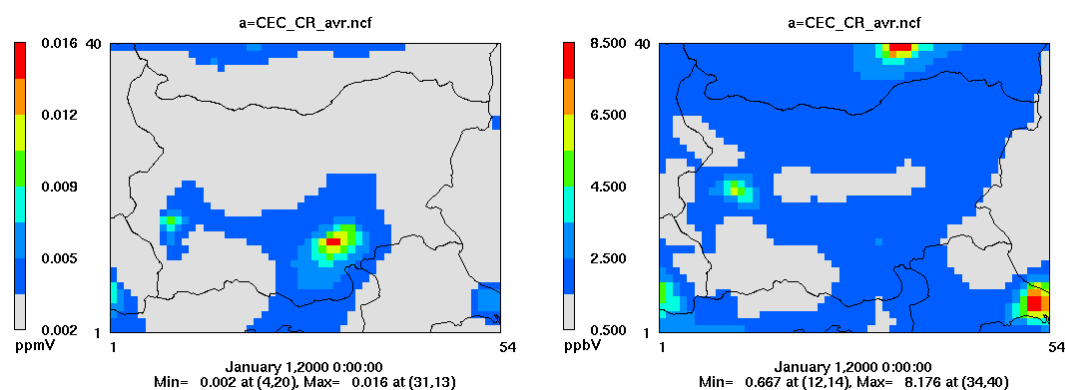 a=CEC_CR_avr.ncf
0.016
0.012
0.009
0.005
0.002
ppmV
40
1
1
54
January 1,2000 0:00:00
Min= 0.002 at (4,20), Max= 0.016 at (31,13)
a=CEC_CR_avr.ncf
8.500
6.500
4.500
2.500
0.500
ppbV
40
1
1
54
January 1,2000 0:00:00
Min= 0.667 at (12,14), Max= 8.176 at (34,40)